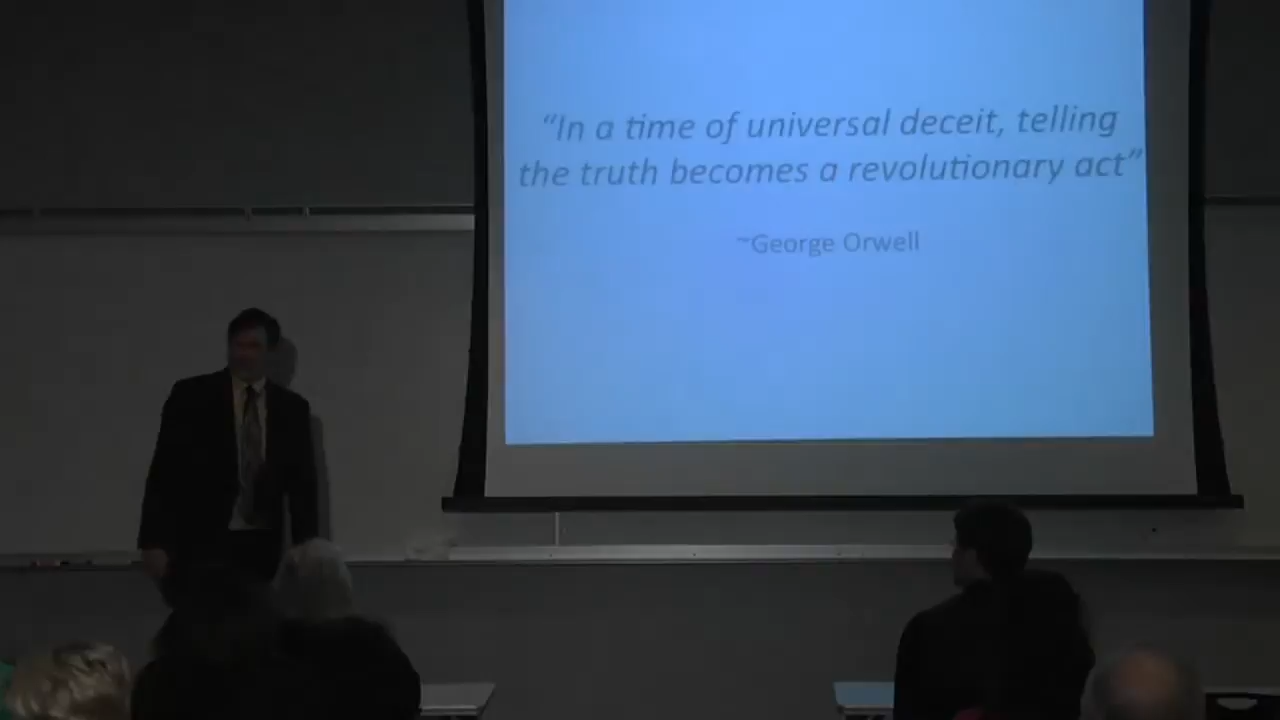 “In a time of universal deceit, telling
the truth becomes a revolutionary act”
~George Orwell